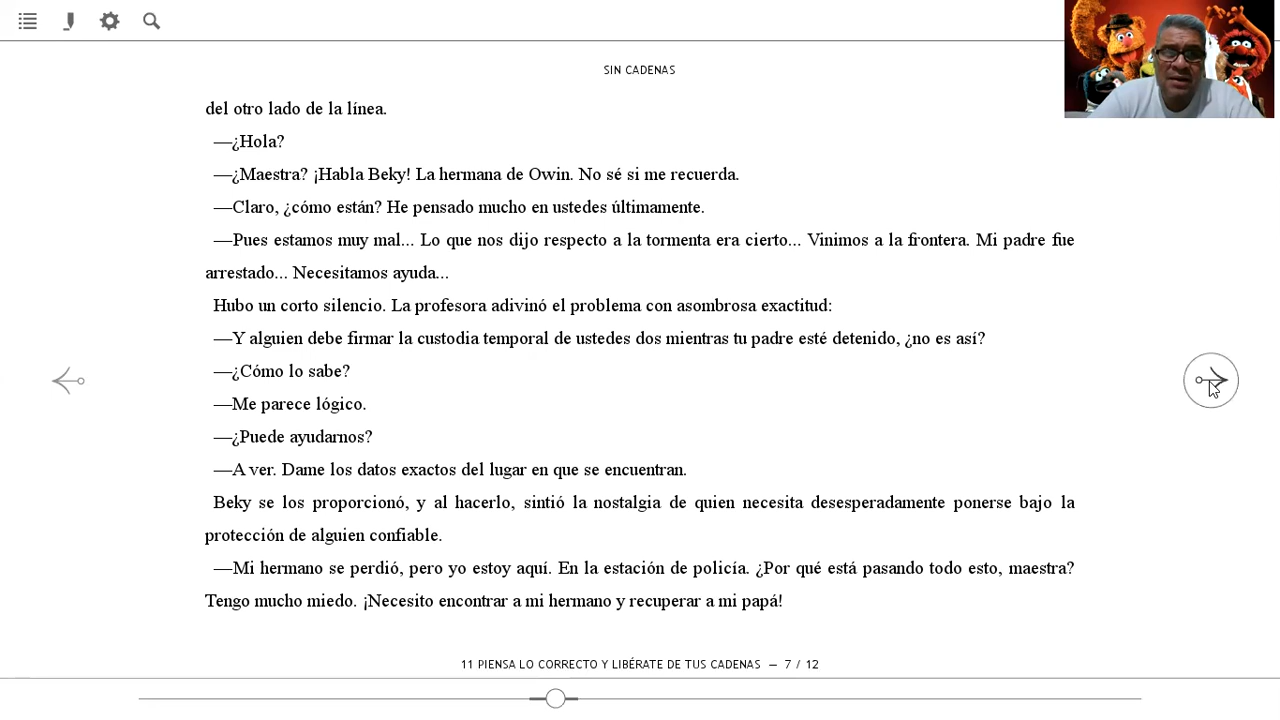 SIN CADENAS
del otro lado de la línea.
—¿Hola?
—¿Maestra? ¡Habla Beky! La hermana de Owin. No sé si me recuerda.
—Claro, ¿cómo están? He pensado mucho en ustedes últimamente.
—Pues estamos muy mal... Lo que nos dijo respecto a la tormenta era cierto... Vinimos a la frontera. Mi padre fue
arrestado... Necesitamos ayuda...
Hubo un corto silencio. La profesora adivinó el problema con asombrosa exactitud:
—Y alguien debe firmar la custodia temporal de ustedes dos mientras tu padre esté detenido, ¿no es así?
—¿Cómo lo sabe?
—Me parece lógico.
—¿Puede ayudarnos?
—A ver. Dame los datos exactos del lugar en que se encuentran.
Beky se los proporcionó, y al hacerlo, sintió la nostalgia de quien necesita desesperadamente ponerse bajo la
protección de alguien confiable.
—Mi hermano se perdió, pero yo estoy aquí. En la estación de policía. ¿Por qué está pasando todo esto, maestra?
Tengo mucho miedo. ¡Necesito encontrar a mi hermano y recuperar a mi papá!
11 PIENSA LO CORRECTO Y LIBÉRATE DE TUS CADENAS — 7 / 12